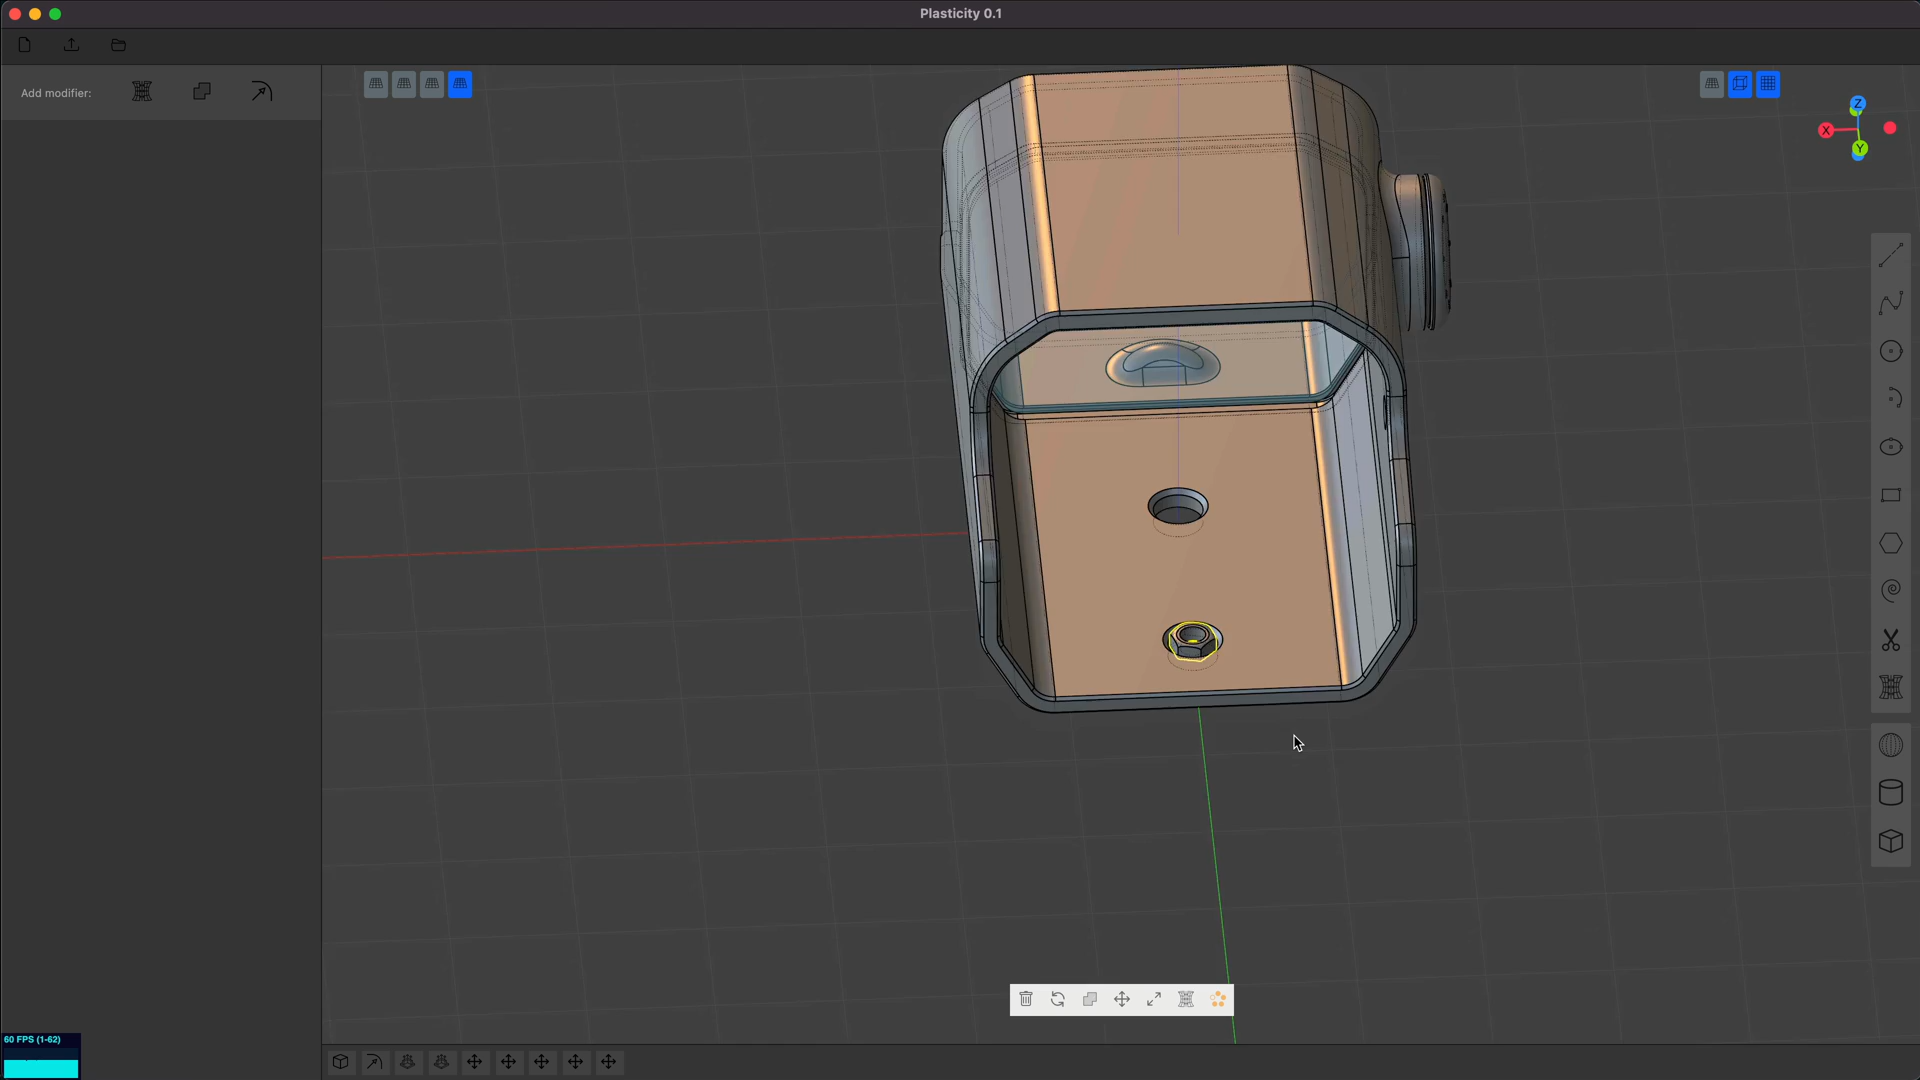 Plasticity 0.1
Add modifier:
Z
X
Y
60 FPS (1-62)